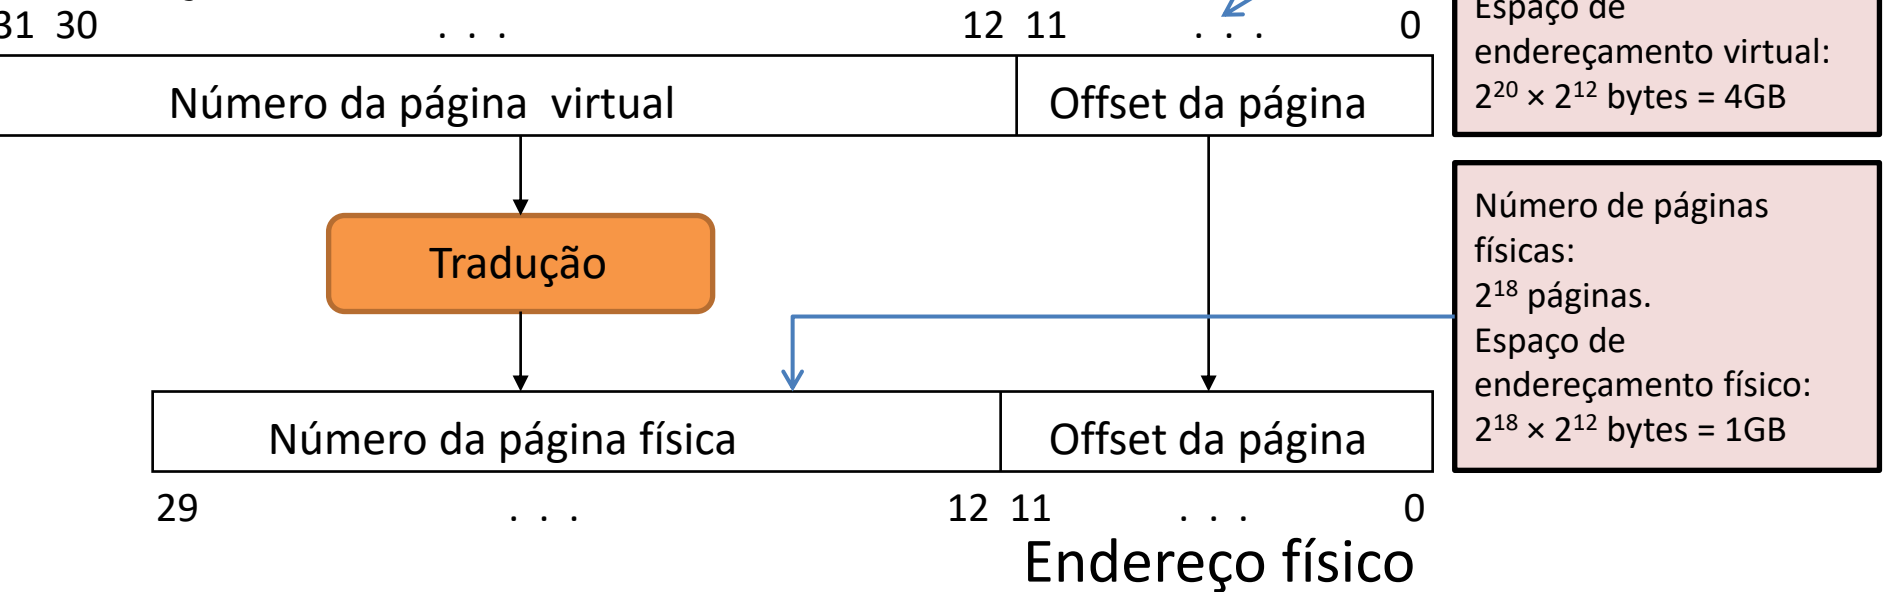 31 30 . . . 12 11 . . . 0
Número da página virtual
Offset da página
Espaço de
endereçamento virtual:
2²⁰ × 2¹² bytes = 4GB
Tradução
Número de páginas
físicas:
2¹⁸ páginas.
Espaço de
endereçamento físico:
2¹⁸ × 2¹² bytes = 1GB
Número da página física
Offset da página
29 . . . 12 11 . . . 0
Endereço físico